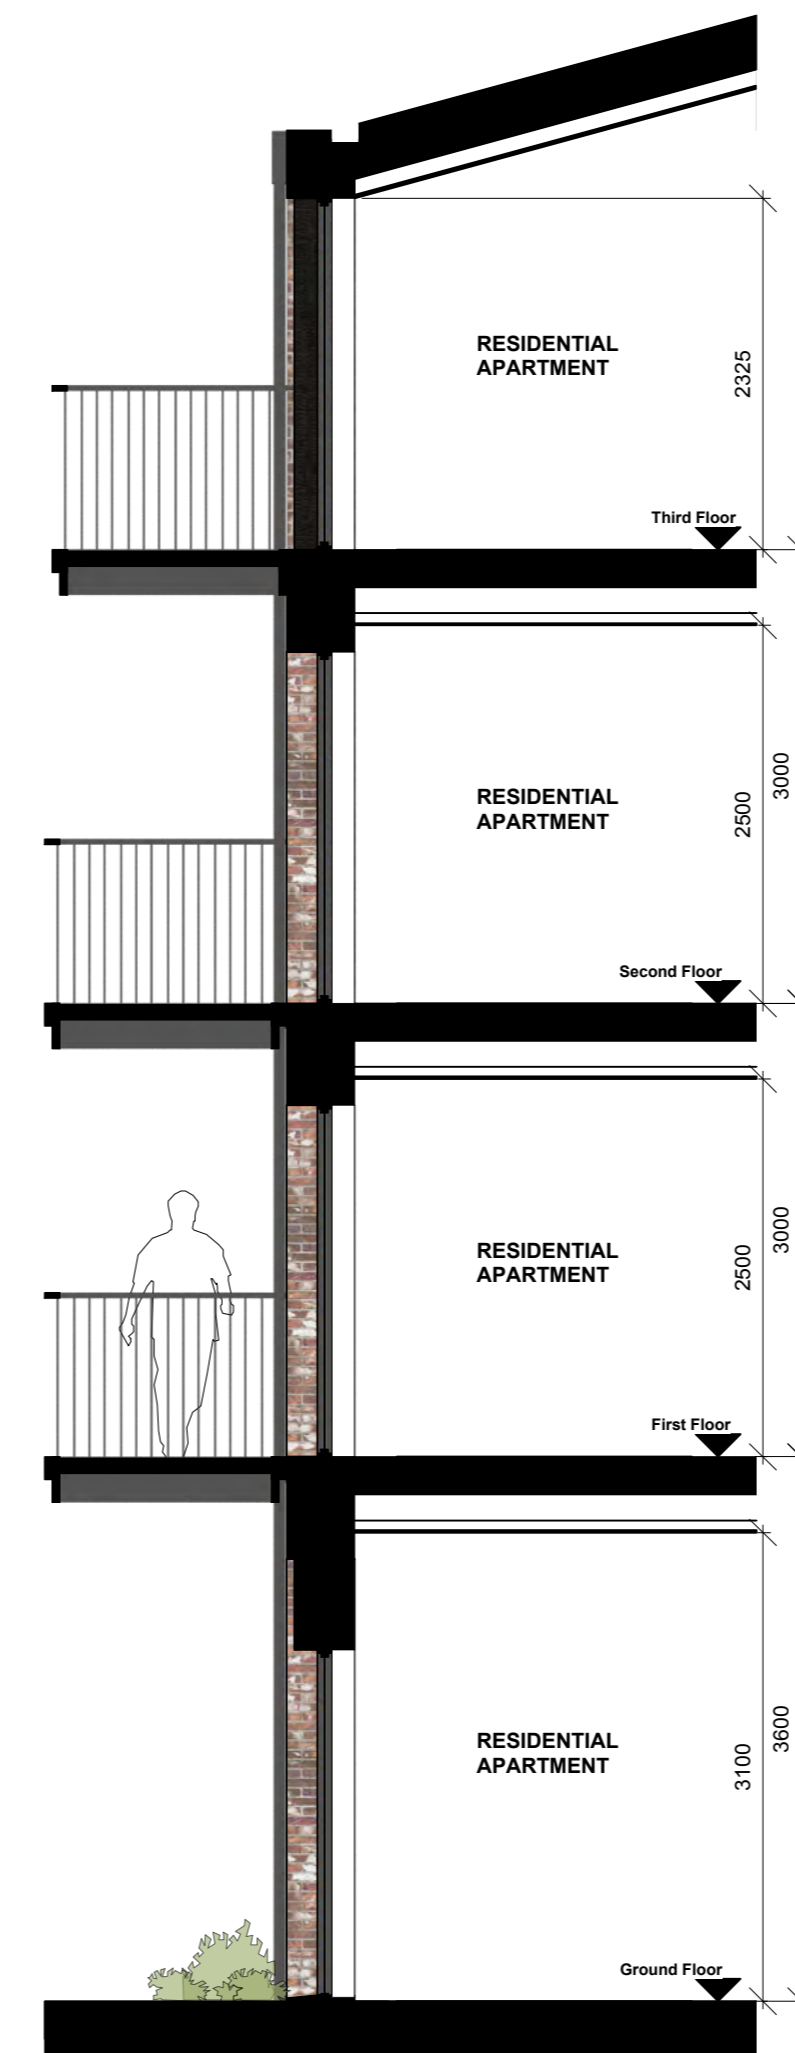 RESIDENTIAL
APARTMENT
2325
Third Floor
RESIDENTIAL
APARTMENT
2500
3000
Second Floor
RESIDENTIAL
APARTMENT
2500
3000
First Floor
RESIDENTIAL
APARTMENT
3100
3600
Ground Floor